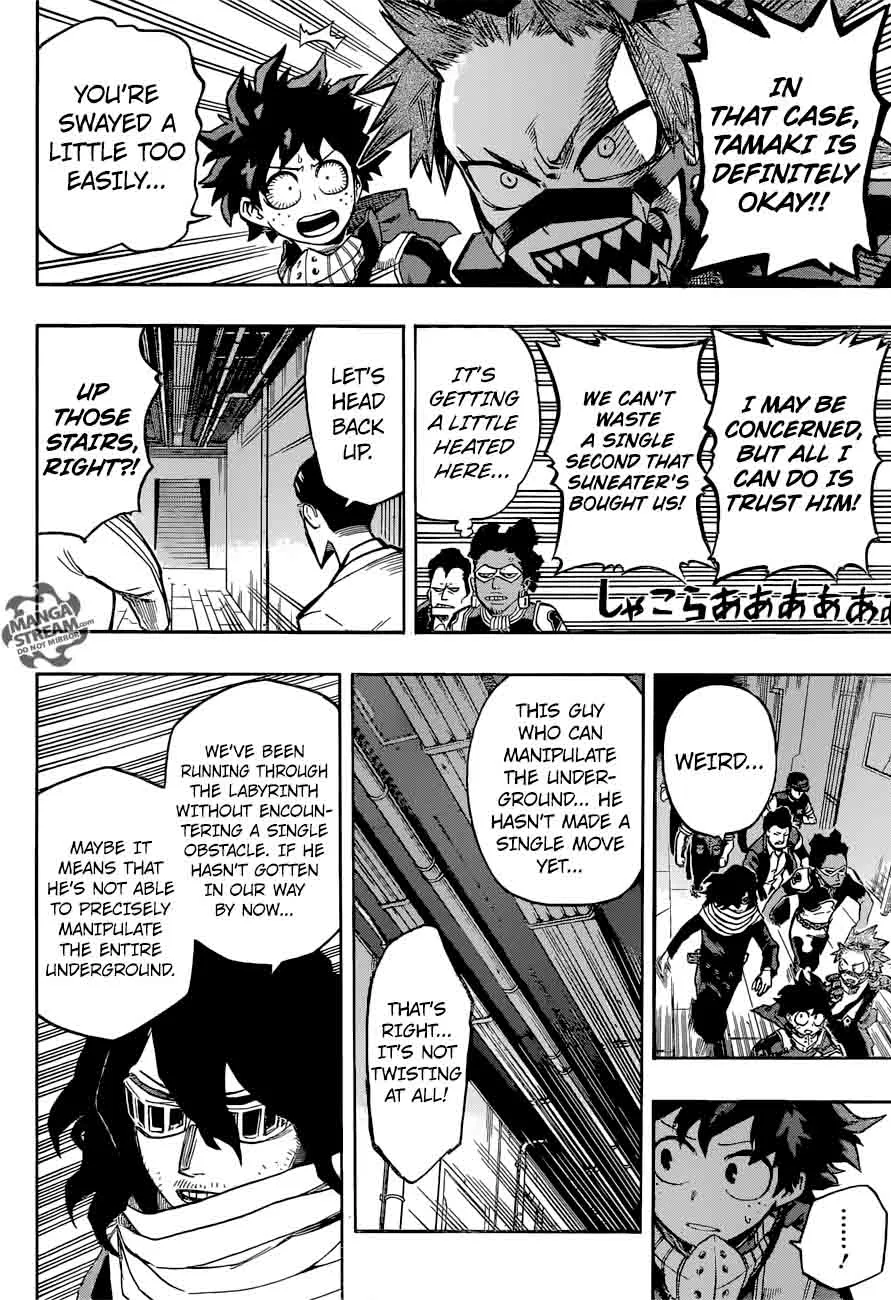 IN
THAT CASE,
TAMAKI IS
DEFINITELY
OKAY!!
YOU'RE
SWAYED A
LITTLE TOO
EASILY...
I MAY BE
CONCERNED,
BUT ALL I
CAN DO IS
TRUST HIM!
WE CAN'T
WASTE
A SINGLE
SECOND THAT
SUNEATER'S
BOUGHT US!
IT'S
GETTING
A LITTLE
HEATED
HERE...
しゃこらあああああ
LET'S
HEAD
BACK
UP.
UP
THOSE
STAIRS,
RIGHT?!
MANGA
STREAM.com
DO NOT MIRROR
WEIRD...
THIS GUY
WHO CAN
MANIPULATE
THE UNDER-
GROUND... HE
HASN'T MADE A
SINGLE MOVE
YET...
......!
THAT'S
RIGHT...
IT'S NOT
TWISTING
AT ALL!
WE'VE BEEN
RUNNING THROUGH
THE LABYRINTH
WITHOUT ENCOUN-
TERING A SINGLE
OBSTACLE. IF HE
HASN'T GOTTEN
IN OUR WAY
BY NOW...
MAYBE IT
MEANS THAT
HE'S NOT ABLE
TO PRECISELY
MANIPULATE
THE ENTIRE
UNDERGROUND.